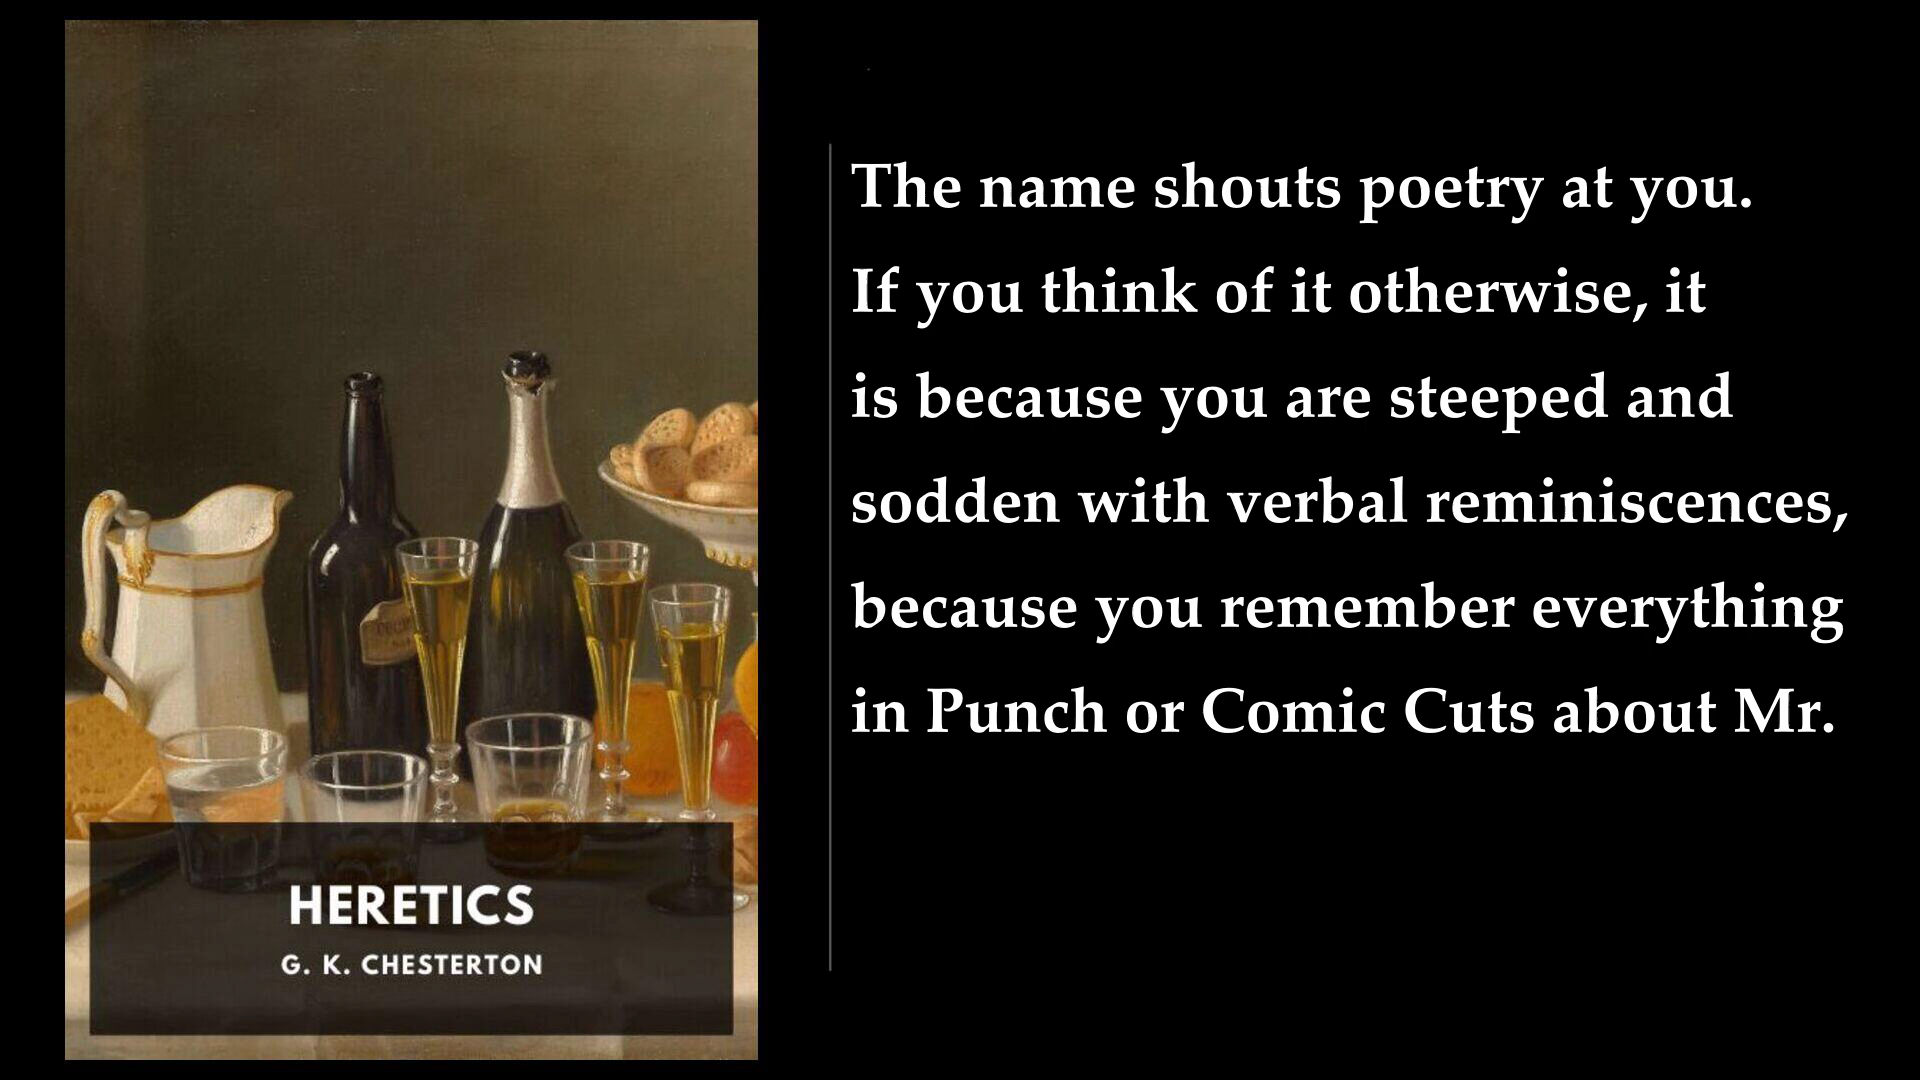 The name shouts poetry at you.
If you think of it otherwise, it
is because you are steeped and
sodden with verbal reminiscences,
because you remember everything
in Punch or Comic Cuts about Mr.
HERETICS
G. K. CHESTERTON